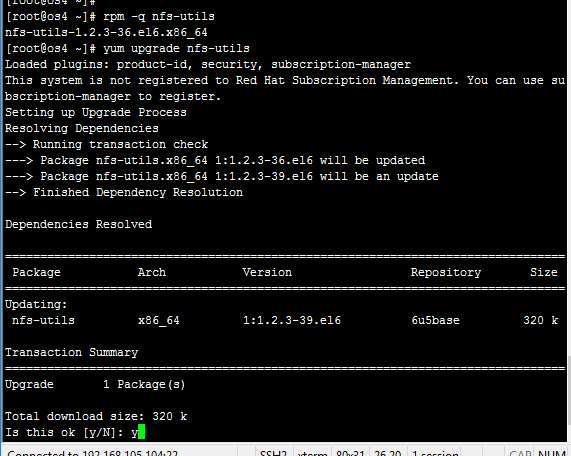 [root@os4 ~]#
[root@os4 ~]# rpm -q nfs-utils
nfs-utils-1.2.3-36.el6.x86_64
[root@os4 ~]# yum upgrade nfs-utils
Loaded plugins: product-id, security, subscription-manager
This system is not registered to Red Hat Subscription Management. You can use su
bscription-manager to register.
Setting up Upgrade Process
Resolving Dependencies
--> Running transaction check
---> Package nfs-utils.x86_64 1:1.2.3-36.el6 will be updated
---> Package nfs-utils.x86_64 1:1.2.3-39.el6 will be an update
--> Finished Dependency Resolution
Dependencies Resolved
================================================================================
Package Arch Version Repository Size
================================================================================
Updating:
nfs-utils x86_64 1:1.2.3-39.el6 6u5base 320 k
Transaction Summary
================================================================================
Upgrade 1 Package(s)
Total download size: 320 k
Is this ok [y/N]: y
Connected to 192.168.105.104:22 SSH2 xterm 80x31 26,20 1 session CAP NUM